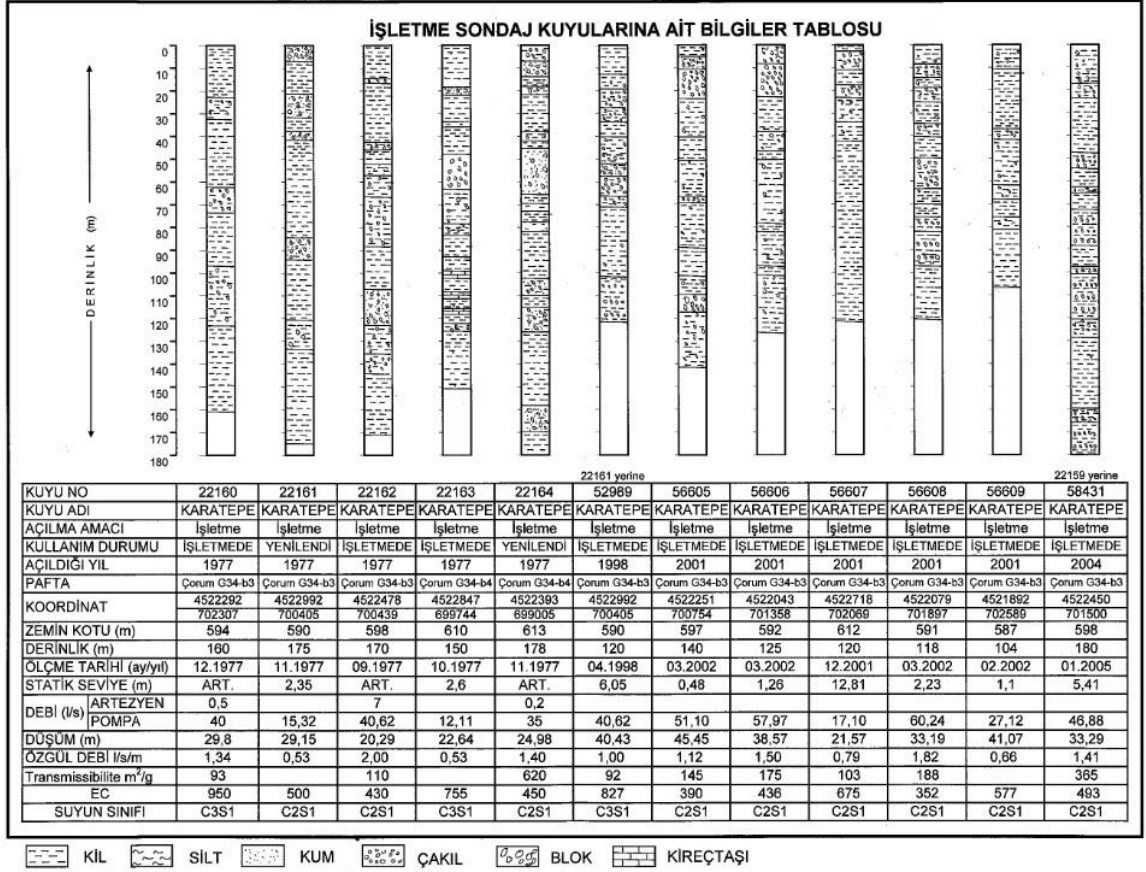 İŞLETME SONDAJ KUYULARINA AİT BİLGİLER TABLOSU
0
10
20
30
40
50
60
70
80
90
100
110
120
130
140
150
160
170
180
DERİNLİK (m)
22161 yerine 22159 yerine
KUYU NO 22160 22161 22162 22163 22164 52989 56605 56606 56607 56608 56609 58431
KUYU ADI KARATEPE KARATEPE KARATEPE KARATEPE KARATEPE KARATEPE KARATEPE KARATEPE KARATEPE KARATEPE KARATEPE KARATEPE
AÇILMA AMACI İşletme İşletme İşletme İşletme İşletme İşletme İşletme İşletme İşletme İşletme İşletme İşletme
KULLANIM DURUMU İŞLETMEDE YENİLENDİ İŞLETMEDE İŞLETMEDE YENİLENDİ İŞLETMEDE İŞLETMEDE İŞLETMEDE İŞLETMEDE İŞLETMEDE İŞLETMEDE İŞLETMEDE
AÇILDIĞI YIL 1977 1977 1977 1977 1977 1998 2001 2001 2001 2001 2001 2004
PAFTA Çorum G34-b3 Çorum G34-b3 Çorum G34-b3 Çorum G34-b4 Çorum G34-b4 Çorum G34-b3 Çorum G34-b3 Çorum G34-b3 Çorum G34-b3 Çorum G34-b3 Çorum G34-b3 Çorum G34-b3
KOORDİNAT 4522292 4522992 4522478 4522847 4522393 4522992 4522251 4522043 4522718 4522079 4521892 4522450
702307 700405 700439 699744 699005 700405 700754 701358 702069 701897 702589 701500
ZEMİN KOTU (m) 594 590 598 610 613 590 597 592 612 591 587 598
DERİNLİK (m) 160 175 170 150 178 120 140 125 120 118 104 180
ÖLÇME TARİHİ (ay/yıl) 12.1977 11.1977 09.1977 10.1977 11.1977 04.1998 03.2002 03.2002 12.2001 03.2002 02.2002 01.2005
STATİK SEVİYE (m) ART. 2,35 ART. 2,6 ART. 6,05 0,48 1,26 12,81 2,23 1,1 5,41
DEBİ (l/s) ARTEZYEN 0,5 7 0,2
POMPA 40 15,32 40,62 12,11 35 40,62 51,10 57,97 17,10 60,24 27,12 46,88
DÜŞÜM (m) 29,8 29,15 20,29 22,64 24,98 40,43 45,45 38,57 21,57 33,19 41,07 33,29
ÖZGÜL DEBİ l/s/m 1,34 0,53 2,00 0,53 1,40 1,00 1,12 1,50 0,79 1,82 0,66 1,41
Transmissibilite m²/g 93 110 620 92 145 175 103 188 365
EC 950 500 430 755 450 827 390 436 675 352 577 493
SUYUN SINIFI C3S1 C2S1 C2S1 C3S1 C2S1 C3S1 C2S1 C2S1 C2S1 C2S1 C2S1 C2S1
KİL SİLT KUM ÇAKIL BLOK KİREÇTAŞI